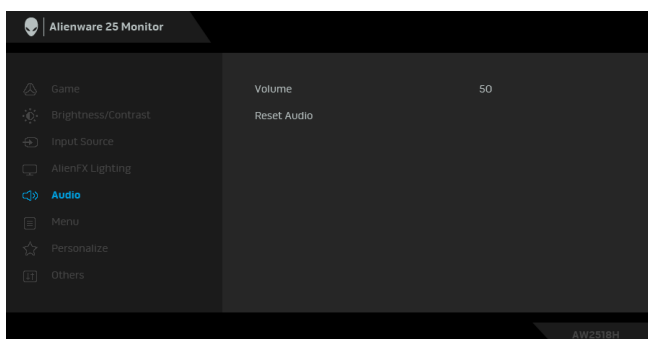 Alienware 25 Monitor
Game
Volume 50
Brightness/Contrast
Reset Audio
Input Source
AlienFX Lighting
Audio
Menu
Personalize
Others
AW2518H